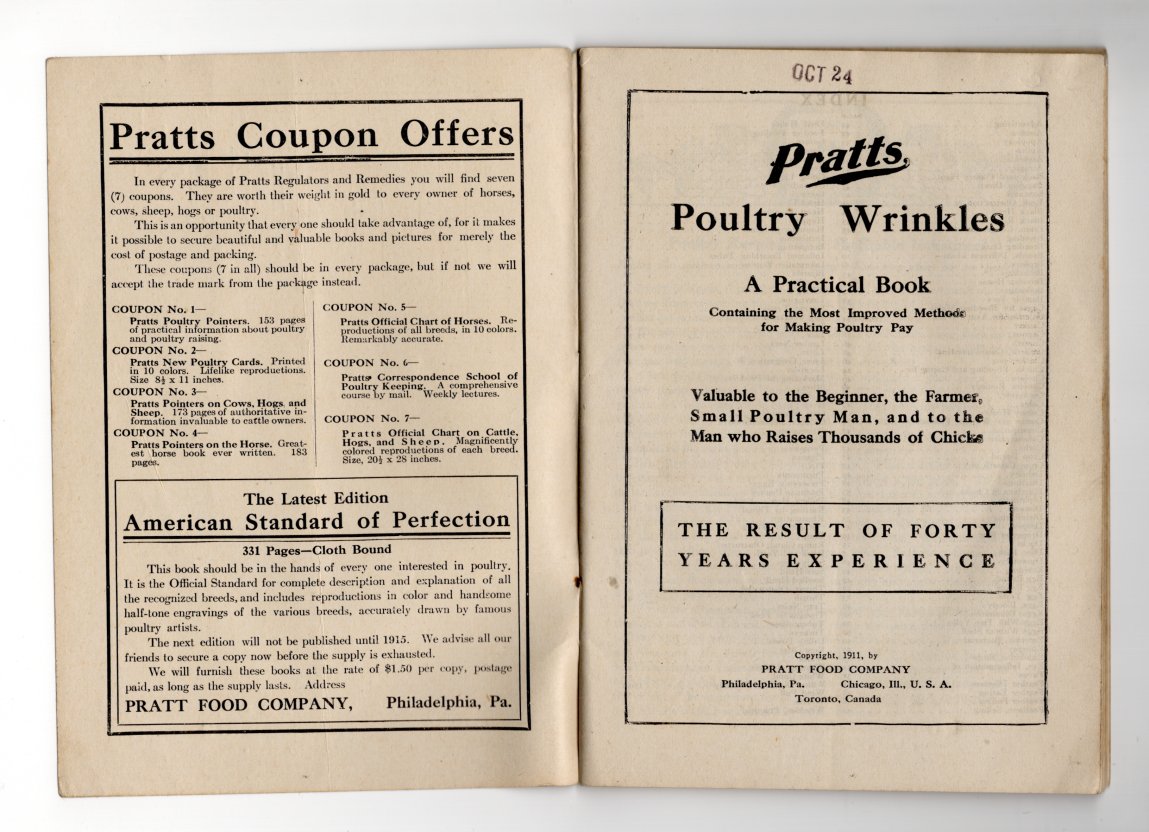 Pratts Coupon Offers
In every package of Pratts Regulators and Remedies you will find seven
(7) coupons. They are worth their weight in gold to every owner of horses,
cows, sheep, hogs or poultry.
This is an opportunity that every one should take advantage of, for it makes
it possible to secure beautiful and valuable books and pictures for merely the
cost of postage and packing.
These coupons (7 in all) should be in every package, but if not we will
accept the trade mark from the package instead.
COUPON No. 1—
Pratts Poultry Pointers. 153 pages
of practical information about poultry
and poultry raising.
COUPON No. 2—
Pratts New Poultry Cards. Printed
in 10 colors. Lifelike reproductions.
Size 8½ x 11 inches.
COUPON No. 3—
Pratts Pointers on Cows, Hogs, and
Sheep. 173 pages of authoritative in-
formation invaluable to cattle owners.
COUPON No. 4—
Pratts Pointers on the Horse. Great-
est horse book ever written. 183
pages.
COUPON No. 5—
Pratts Official Chart of Horses. Re-
productions of all breeds, in 10 colors.
Remarkably accurate.
COUPON No. 6—
Pratts Correspondence School of
Poultry Keeping. A comprehensive
course by mail. Weekly lectures.
COUPON No. 7—
Pratts Official Chart on Cattle,
Hogs, and Sheep. Magnificently
colored reproductions of each breed.
Size, 20½ x 28 inches.
The Latest Edition
American Standard of Perfection
331 Pages—Cloth Bound
This book should be in the hands of every one interested in poultry.
It is the Official Standard for complete description and explanation of all
the recognized breeds, and includes reproductions in color and handsome
half-tone engravings of the various breeds, accurately drawn by famous
poultry artists.
The next edition will not be published until 1915. We advise all our
friends to secure a copy now before the supply is exhausted.
We will furnish these books at the rate of $1.50 per copy, postage
paid, as long as the supply lasts. Address
PRATT FOOD COMPANY, Philadelphia, Pa.
OCT 24
Pratts
Poultry Wrinkles
A Practical Book
Containing the Most Improved Methods
for Making Poultry Pay
Valuable to the Beginner, the Farmer,
Small Poultry Man, and to the
Man who Raises Thousands of Chicks
THE RESULT OF FORTY
YEARS EXPERIENCE
Copyright, 1911, by
PRATT FOOD COMPANY
Philadelphia, Pa. Chicago, Ill., U. S. A.
Toronto, Canada